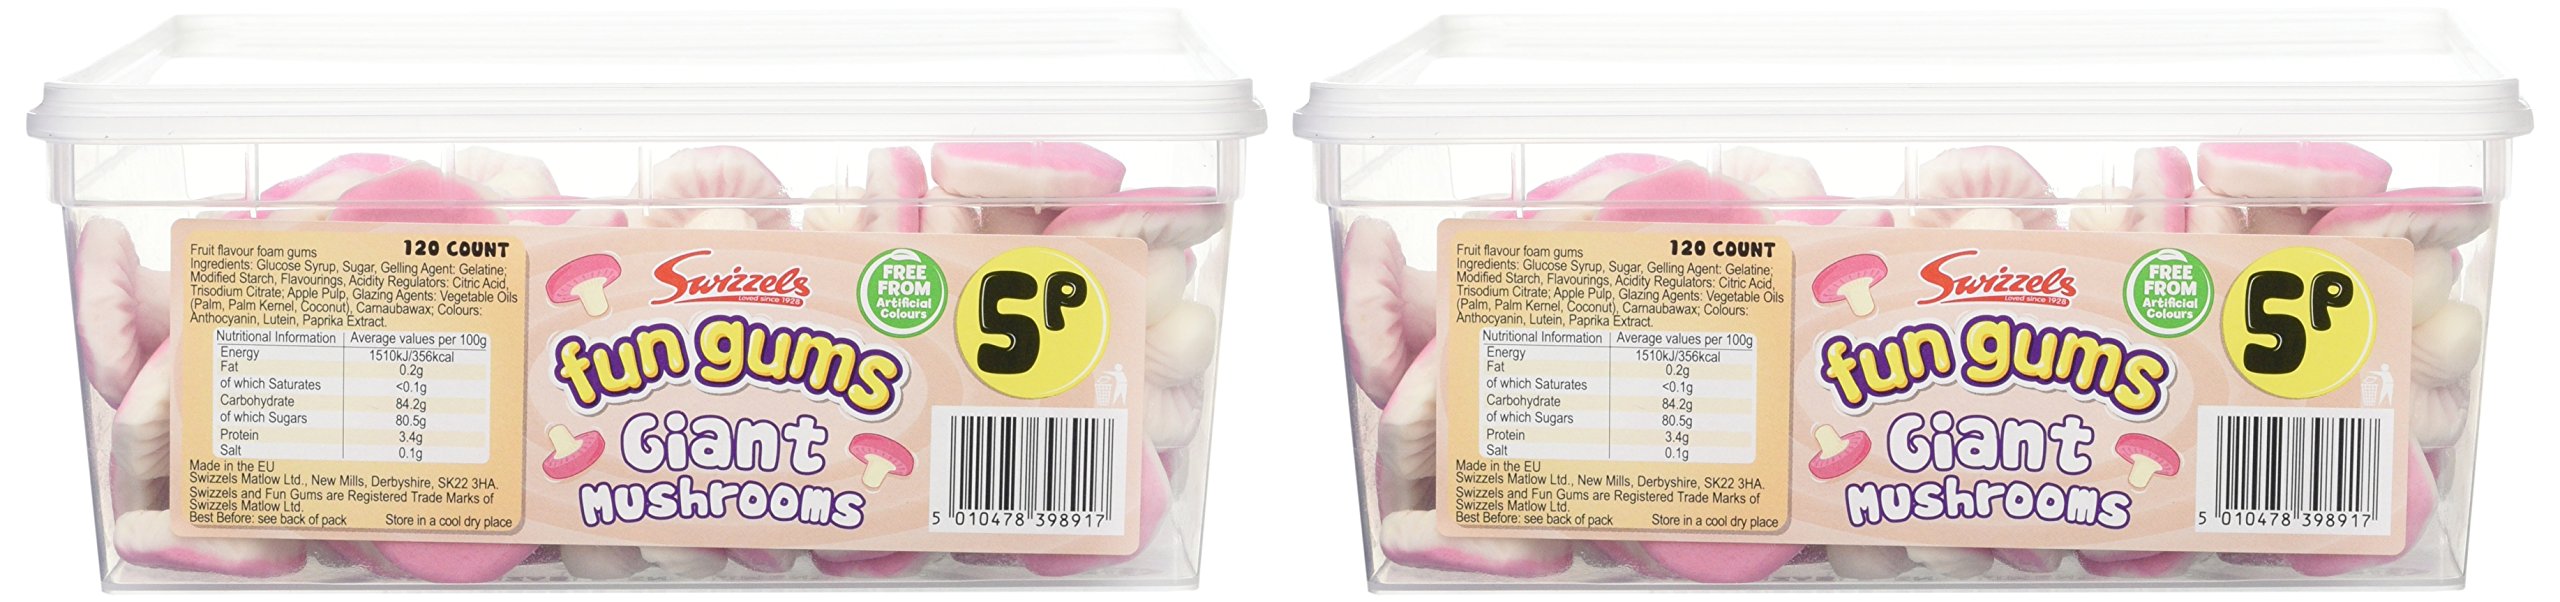 Fruit flavour foam gums 120 COUNT
Ingredients: Glucose Syrup, Sugar, Gelling Agent: Gelatine;
Modified Starch, Flavourings, Acidity Regulators: Citric Acid,
Trisodium Citrate; Apple Pulp, Glazing Agents: Vegetable Oils
(Palm, Palm Kernel, Coconut), Carnaubawax; Colours:
Anthocyanin, Lutein, Paprika Extract.
Nutritional Information Average values per 100g
Energy 1510kJ/356kcal
Fat 0.2g
of which Saturates <0.1g
Carbohydrate 84.2g
of which Sugars 80.5g
Protein 3.4g
Salt 0.1g
Made in the EU
Swizzels Matlow Ltd., New Mills, Derbyshire, SK22 3HA.
Swizzels and Fun Gums are Registered Trade Marks of
Swizzels Matlow Ltd.
Best Before: see back of pack Store in a cool dry place
Swizzels
Loved since 1928
fun gums
Giant
Mushrooms
FREE
FROM
Artificial
Colours
5P
5 010478 398917
Fruit flavour foam gums 120 COUNT
Ingredients: Glucose Syrup, Sugar, Gelling Agent: Gelatine;
Modified Starch, Flavourings, Acidity Regulators: Citric Acid,
Trisodium Citrate; Apple Pulp, Glazing Agents: Vegetable Oils
(Palm, Palm Kernel, Coconut), Carnaubawax; Colours:
Anthocyanin, Lutein, Paprika Extract.
Nutritional Information Average values per 100g
Energy 1510kJ/356kcal
Fat 0.2g
of which Saturates <0.1g
Carbohydrate 84.2g
of which Sugars 80.5g
Protein 3.4g
Salt 0.1g
Made in the EU
Swizzels Matlow Ltd., New Mills, Derbyshire, SK22 3HA.
Swizzels and Fun Gums are Registered Trade Marks of
Swizzels Matlow Ltd.
Best Before: see back of pack Store in a cool dry place
Swizzels
Loved since 1928
fun gums
Giant
Mushrooms
FREE
FROM
Artificial
Colours
5P
5 010478 398917